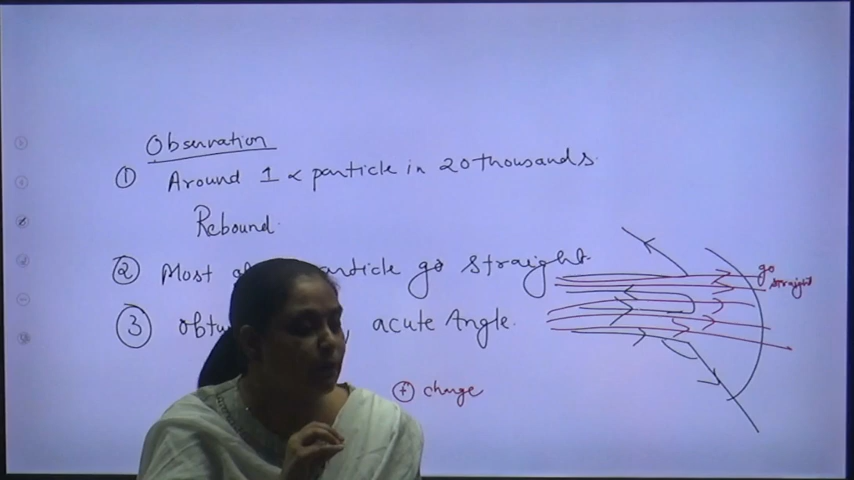 Observation
① Around 1 α particle in 20 thousands.
Rebound.
② Most particle go straight.
③ acute Angle.
go
straight
⊕ charge